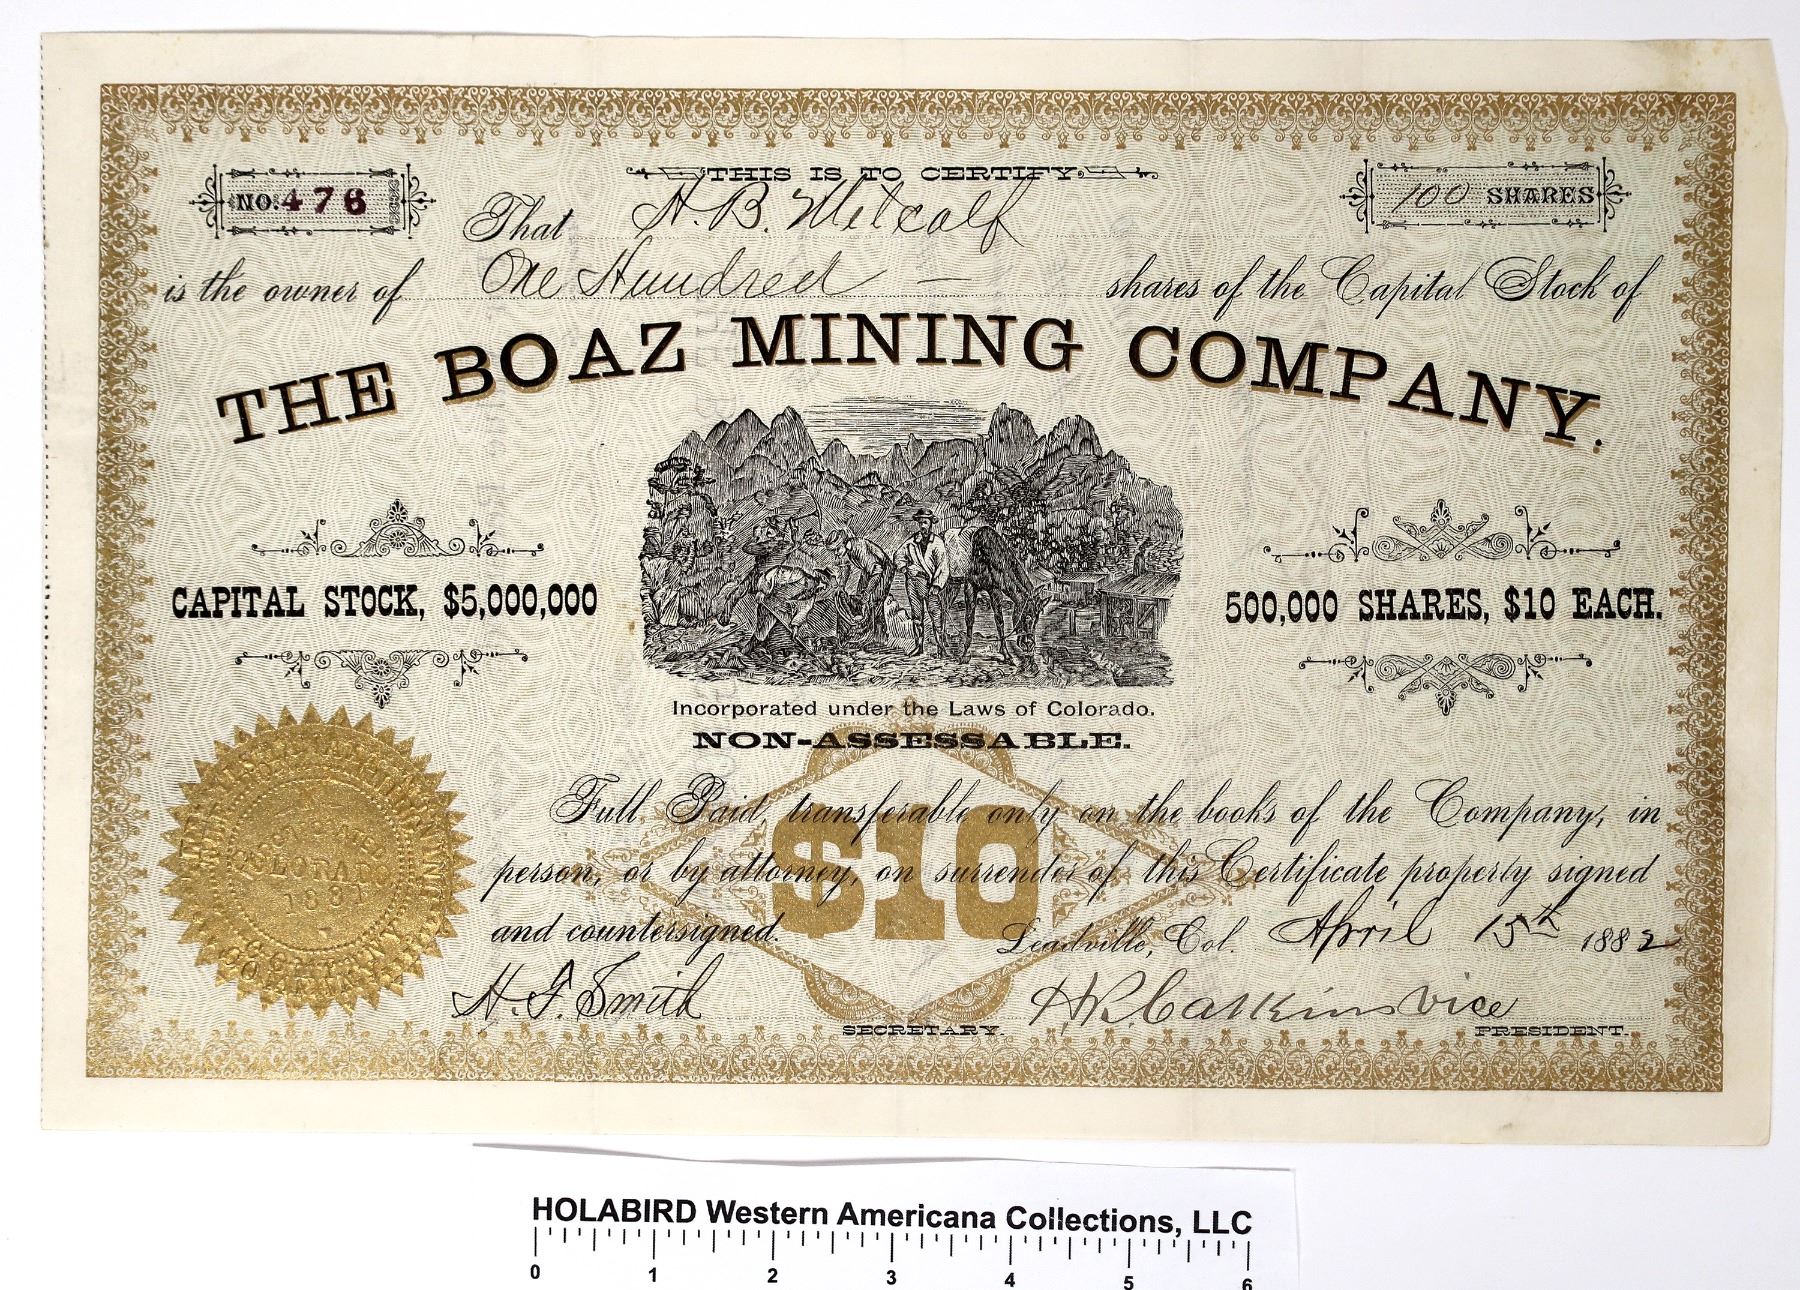 THIS IS TO CERTIFY
NO. 476
100 SHARES
That H. B. Metcalf
is the owner of One Hundred — shares of the Capital Stock of
THE BOAZ MINING COMPANY.
CAPITAL STOCK, $5,000,000
500,000 SHARES, $10 EACH.
Incorporated under the Laws of Colorado.
NON-ASSESSABLE.
Full Paid, transferable only on the books of the Company, in
person, or by attorney, on surrender of this Certificate properly signed
and countersigned.
$10
Leadville, Col. April 15th 1882
COLORADO
1881
H. F. Smith
SECRETARY.
H. R. Calkins Vice
PRESIDENT.
HOLABIRD Western Americana Collections, LLC
0 1 2 3 4 5 6